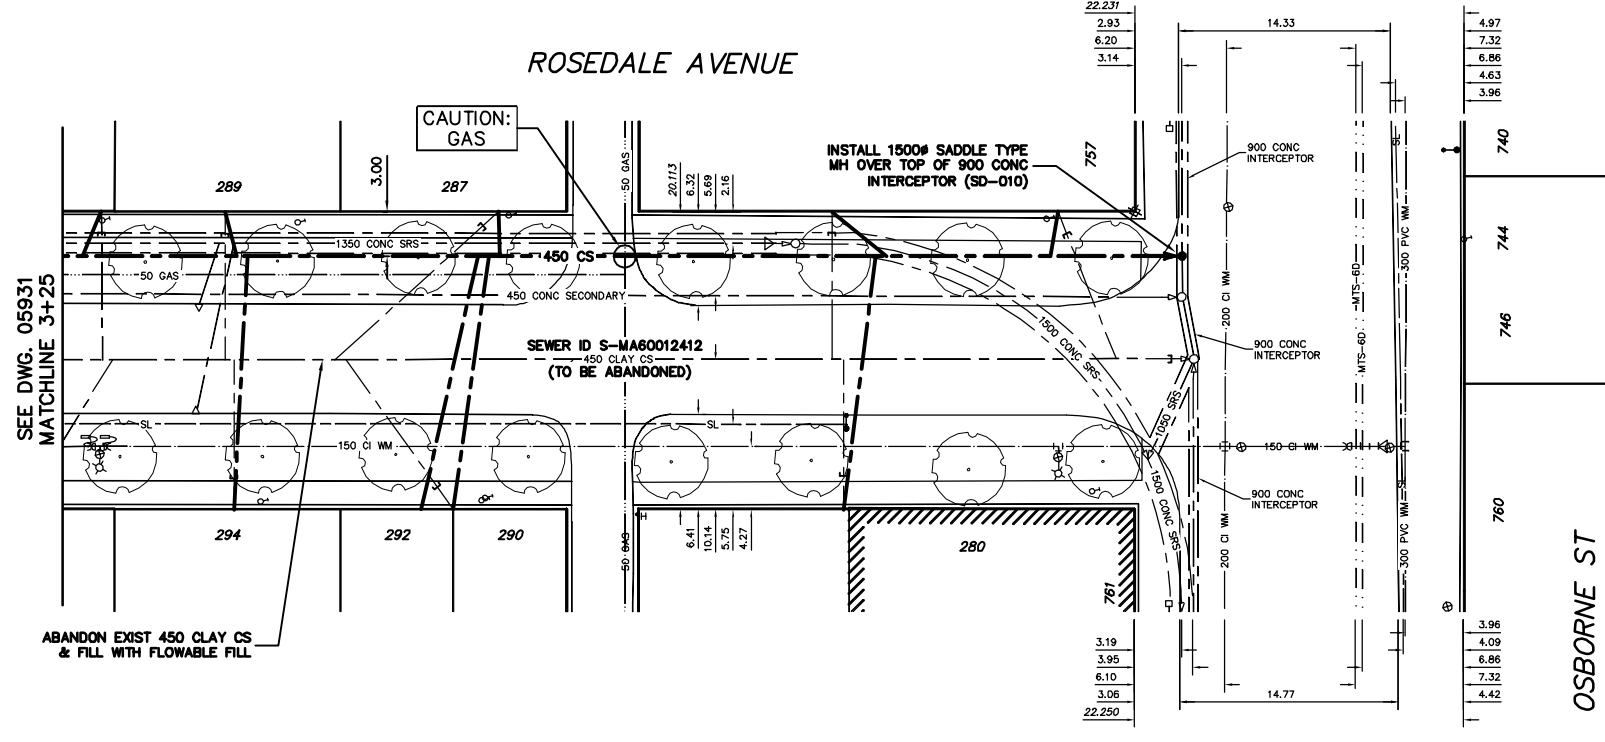 22.231
2.93
6.20
3.14
14.33
4.97
7.32
6.86
4.63
3.96
ROSEDALE AVENUE
CAUTION:
GAS
INSTALL 1500ø SADDLE TYPE
MH OVER TOP OF 900 CONC
INTERCEPTOR (SD-010)
757
900 CONC
INTERCEPTOR
740
289
3.00
287
50 GAS
20.113
6.32
5.69
2.16
SL
300 PVC WM
744
1350 CONC SRS
E
450 CS
50 GAS
450 CONC SECONDARY
200 CI WM
MTS-6D
SEE DWG. 05931
MATCHLINE 3+25
1500 CONC SRS
746
SEWER ID S-MA60012412
450 CLAY CS
(TO BE ABANDONED)
900 CONC
INTERCEPTOR
MTS-6D
1050 SRS
SL
SL
150 CI WM
150 CI WM
1500 CONC SRS
900 CONC
INTERCEPTOR
SL
300 PVC WM
200 CI WM
760
294
292
290
H
50 GAS
6.41
10.14
5.75
4.27
280
761
OSBORNE ST
ABANDON EXIST 450 CLAY CS
& FILL WITH FLOWABLE FILL
3.19
3.95
6.10
3.06
22.250
14.77
3.96
4.09
6.86
7.32
4.42